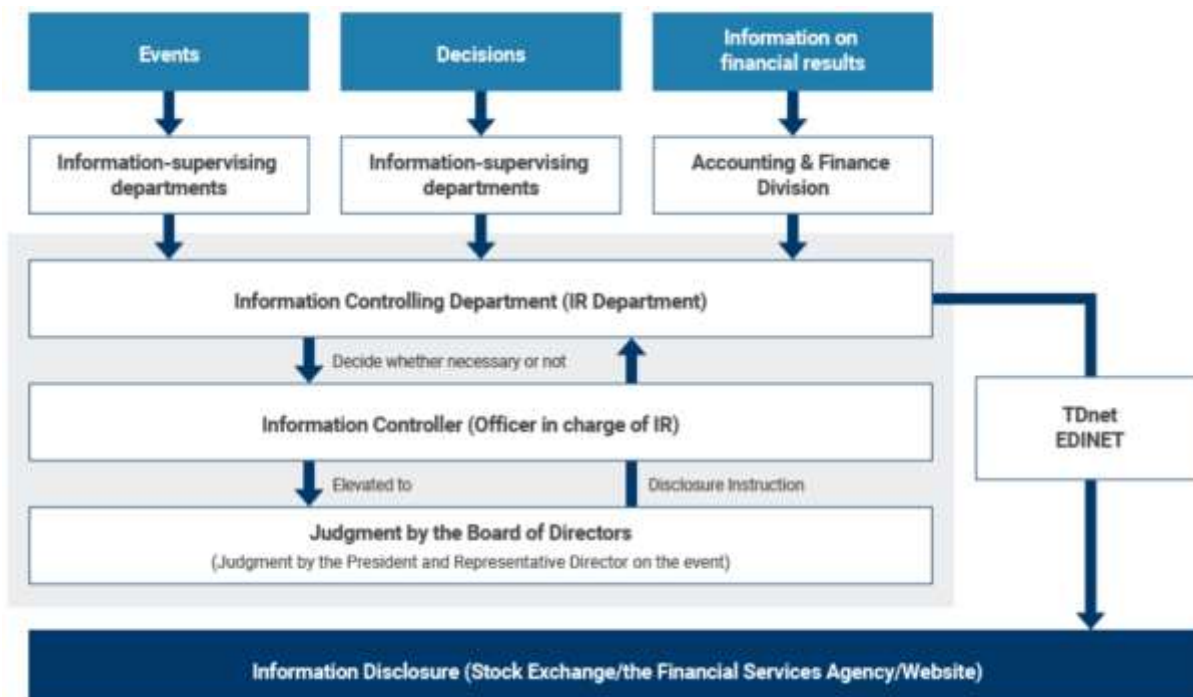 Events
Decisions
Information on
financial results
Information-supervising
departments
Information-supervising
departments
Accounting & Finance
Division
Information Controlling Department (IR Department)
Decide whether necessary or not
Information Controller (Officer in charge of IR)
TDnet
EDINET
Elevated to
Disclosure Instruction
Judgment by the Board of Directors
(Judgment by the President and Representative Director on the event)
Information Disclosure (Stock Exchange/the Financial Services Agency/Website)